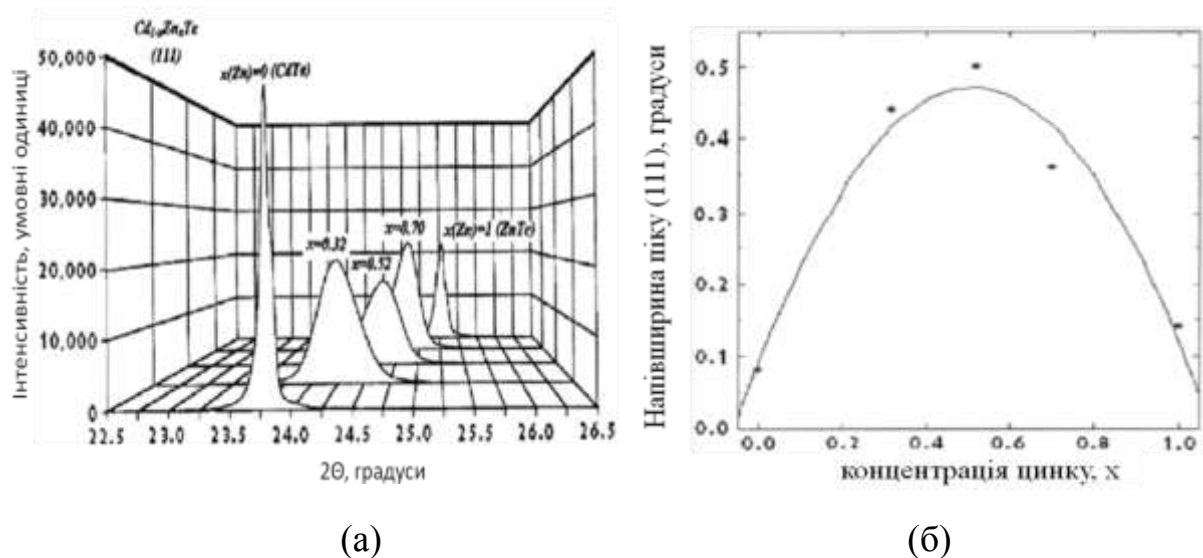 Cd1-xZnxTe
(111)
x(Zn)=0 (CdTe)
x=0.32
x=0.52
x=0.70
x(Zn)=1 (ZnTe)
Інтенсивність, умовні одиниці
50,000
40,000
30,000
20,000
10,000
0
22.5 23.0 23.5 24.0 24.5 25.0 25.5 26.0 26.5
2Θ, градуси
(а)
Напівширина піку (111), градуси
0.5
0.4
0.3
0.2
0.1
0.0
0.0 0.2 0.4 0.6 0.8 1.0
концентрація цинку, х
(б)